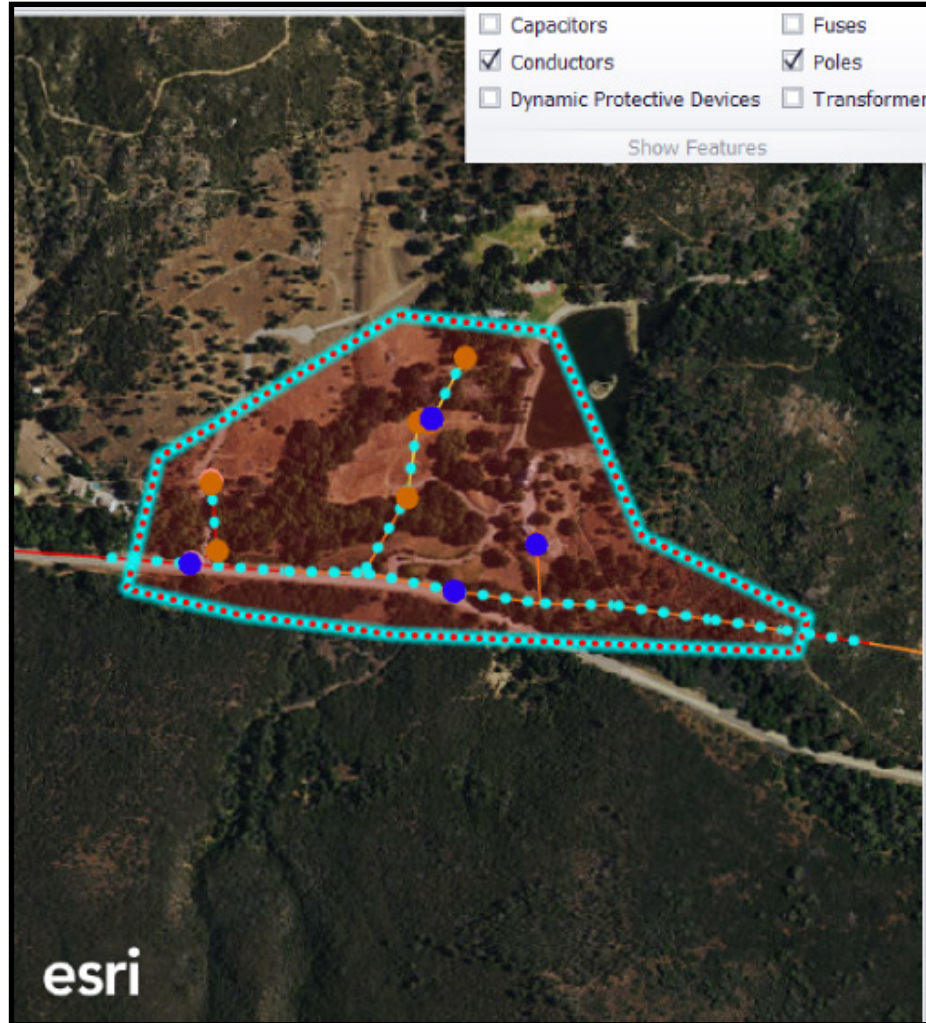 Capacitors Fuses
Conductors Poles
Dynamic Protective Devices Transformer
Show Features
esri